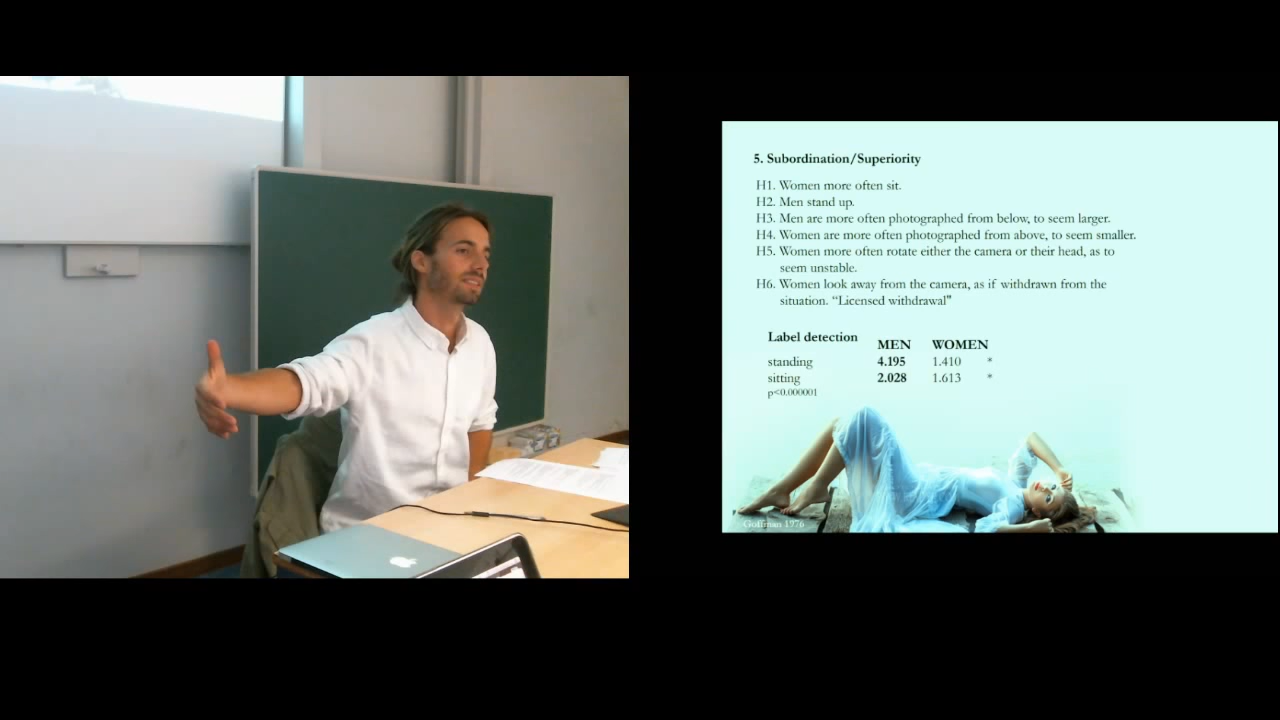 5. Subordination/Superiority
H1. Women more often sit.
H2. Men stand up.
H3. Men are more often photographed from below, to seem larger.
H4. Women are more often photographed from above, to seem smaller.
H5. Women more often rotate either the camera or their head, as to
seem unstable.
H6. Women look away from the camera, as if withdrawn from the
situation. “Licensed withdrawal"
Label detection
MEN WOMEN
standing 4.195 1.410 *
sitting 2.028 1.613 *
p<0.000001
Goffman 1976